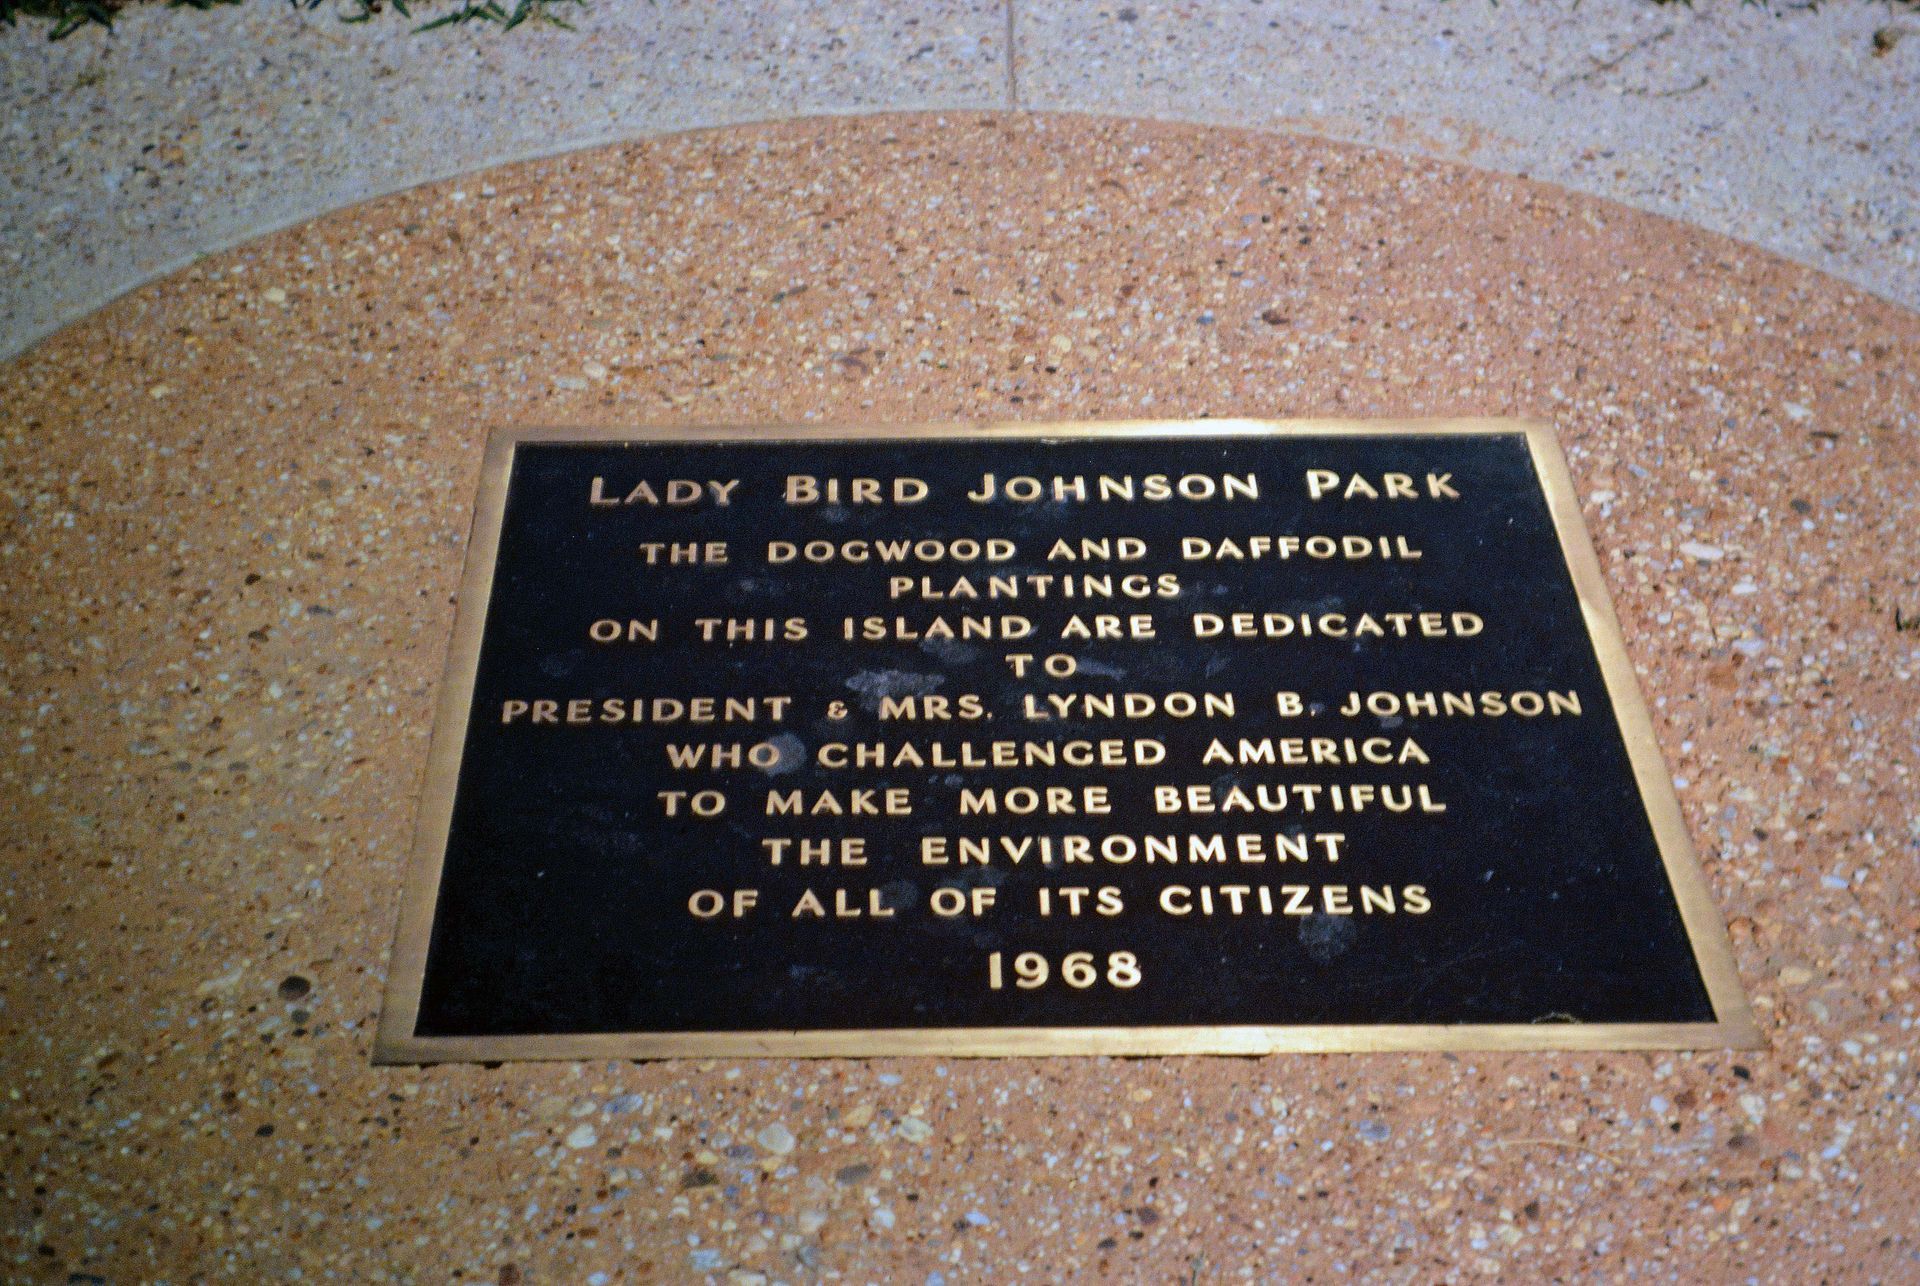 LADY BIRD JOHNSON PARK
THE DOGWOOD AND DAFFODIL
PLANTINGS
ON THIS ISLAND ARE DEDICATED
TO
PRESIDENT & MRS. LYNDON B. JOHNSON
WHO CHALLENGED AMERICA
TO MAKE MORE BEAUTIFUL
THE ENVIRONMENT
OF ALL OF ITS CITIZENS
1968